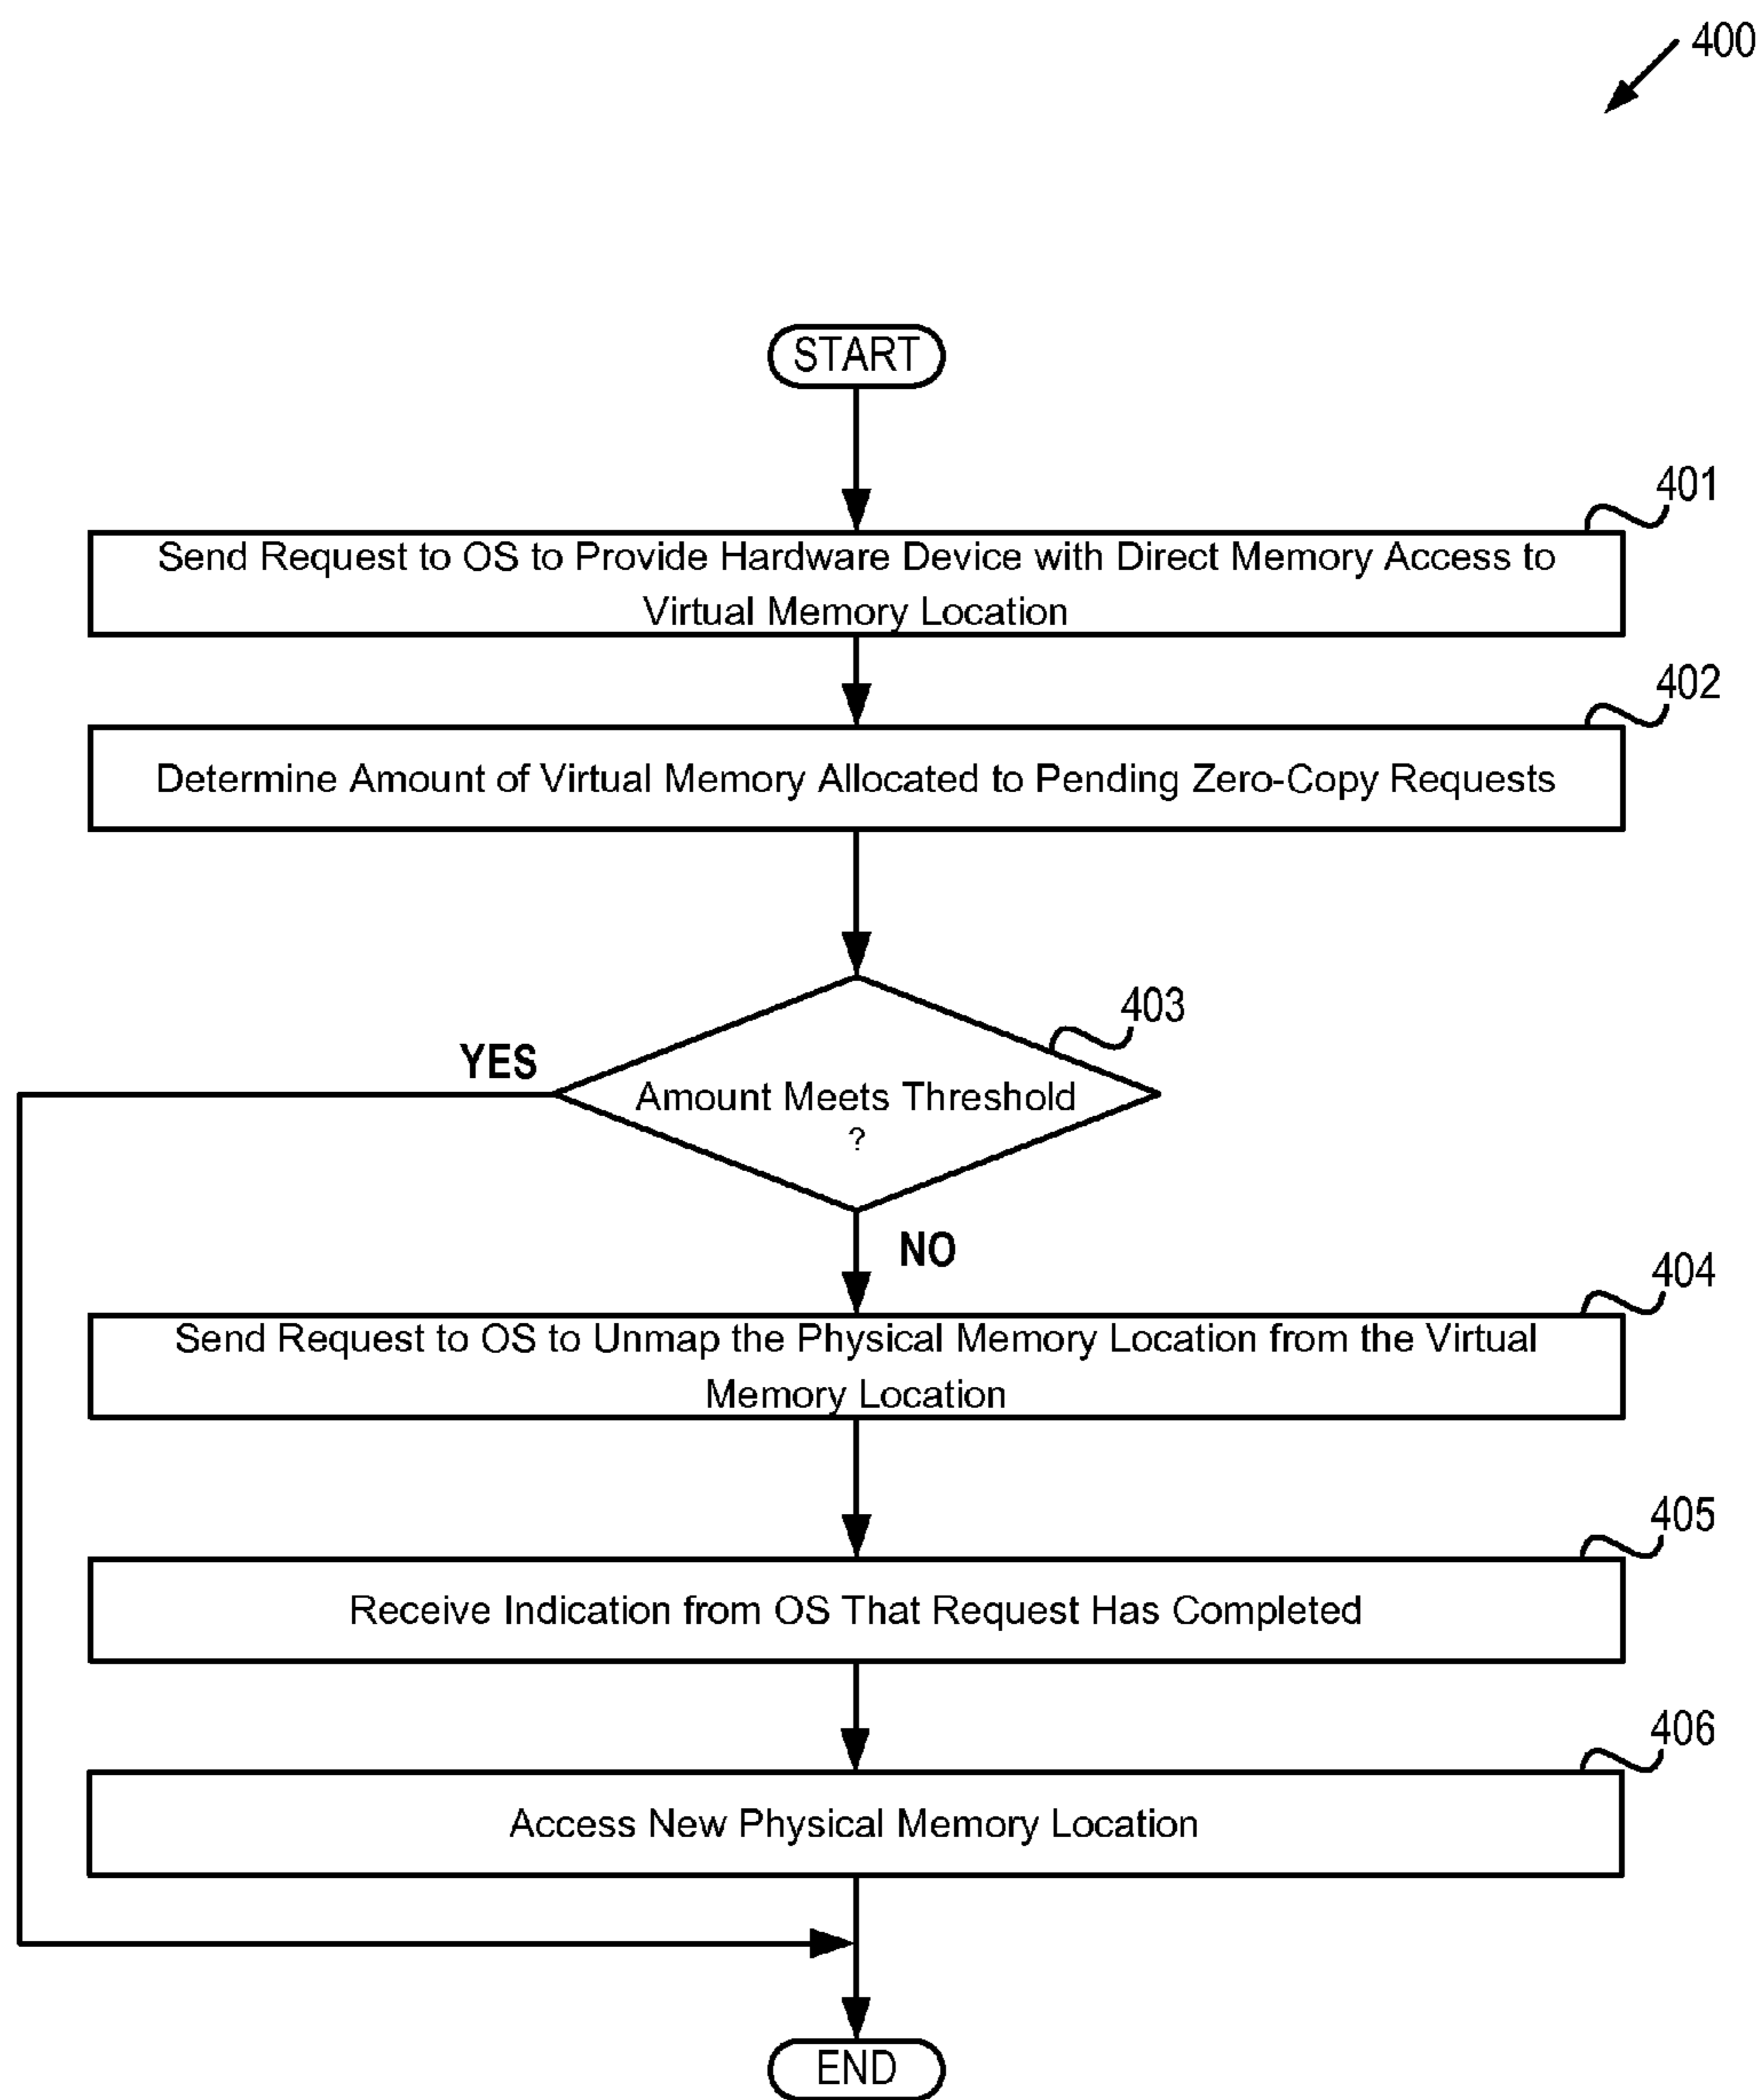 400
START
401
Send Request to OS to Provide Hardware Device with Direct Memory Access to
Virtual Memory Location
402
Determine Amount of Virtual Memory Allocated to Pending Zero-Copy Requests
403
YES
Amount Meets Threshold
?
NO
404
Send Request to OS to Unmap the Physical Memory Location from the Virtual
Memory Location
405
Receive Indication from OS That Request Has Completed
406
Access New Physical Memory Location
END